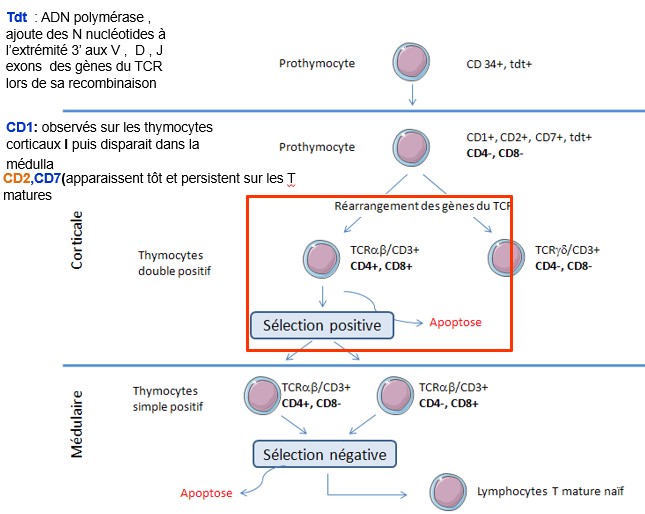 Tdt : ADN polymérase ,
ajoute des N nucléotides à
l'extrémité 3' aux V , D , J
exons des gènes du TCR
lors de sa recombinaison
Prothymocyte
CD 34+, tdt+
CD1: observés sur les thymocytes
corticaux I puis disparait dans la
médulla
CD2,CD7(apparaissent tôt et persistent sur les T
matures
Prothymocyte
CD1+, CD2+, CD7+, tdt+
CD4-, CD8-
Réarrangement des gènes du TCR
Corticale
Thymocytes
double positif
TCRαβ/CD3+
CD4+, CD8+
TCRγδ/CD3+
CD4-, CD8-
Sélection positive
Apoptose
Médulaire
Thymocytes
simple positif
TCRαβ/CD3+
CD4+, CD8-
TCRαβ/CD3+
CD4-, CD8+
Sélection négative
Apoptose
Lymphocytes T mature naïf